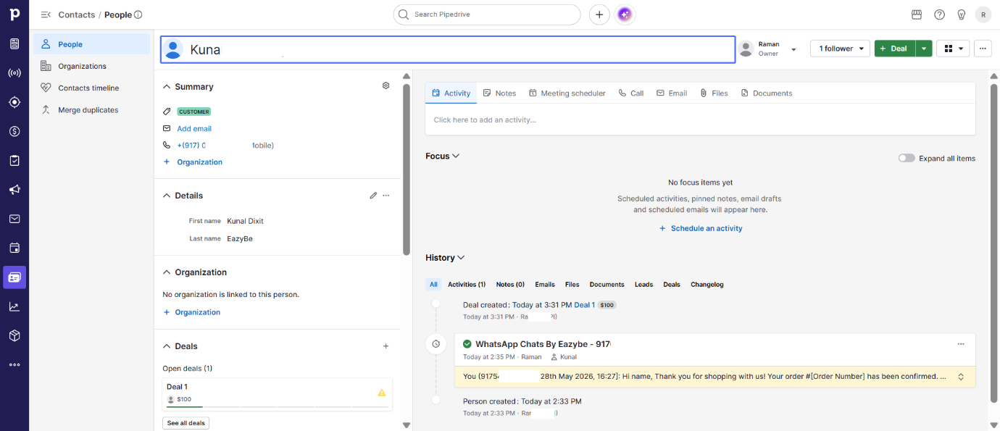 p
Contacts / People
Search Pipedrive
R
People
Organizations
Contacts timeline
Merge duplicates
Kuna
Raman
Owner
1 follower
+ Deal
Summary
CUSTOMER
Add email
+(917) 0
obile)
+ Organization
Details
First name Kunal Dixit
Last name EazyBe
Organization
No organization is linked to this person.
+ Organization
Deals
Open deals (1)
Deal 1
$100
See all deals
Activity Notes Meeting scheduler Call Email Files Documents
Click here to add an activity...
Focus
Expand all items
No focus items yet
Scheduled activities, pinned notes, email drafts
and scheduled emails will appear here.
+ Schedule an activity
History
All Activities (1) Notes (0) Emails Files Documents Leads Deals Changelog
Deal created: Today at 3:31 PM Deal 1 $100
Today at 3:31 PM · Ra
WhatsApp Chats By Eazybe - 917
Today at 2:35 PM · Raman Kunal
You (9175 28th May 2026, 16:27]: Hi name, Thank you for shopping with us! Your order #[Order Number] has been confirmed. ...
Person created: Today at 2:33 PM
Today at 2:33 PM · Ra